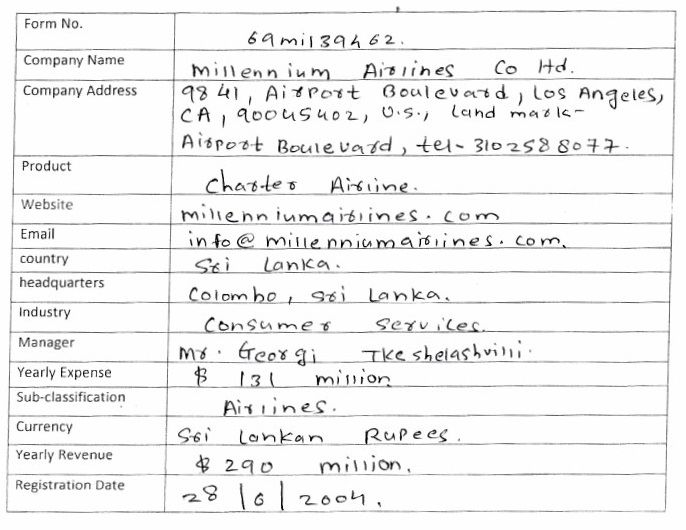 Form No.
69mil39462.
Company Name
Millennium Airlines Co ltd.
Company Address
9841, Airport Boulevard, Los Angeles,
CA, 90045402, U.S., Land mark-
Airport Boulevard, tel- 3102588077.
Product
Charter Airline.
Website
millenniumairlines.com
Email
info@millenniumairlines.com.
country
Sri Lanka.
headquarters
Colombo, Sri Lanka.
Industry
Consumer Services.
Manager
Mr. Georgi Tkeshelashvili.
Yearly Expense
$ 131 million
Sub-classification
Airlines.
Currency
Sri Lankan Rupees.
Yearly Revenue
$ 290 million.
Registration Date
28/6/2004.